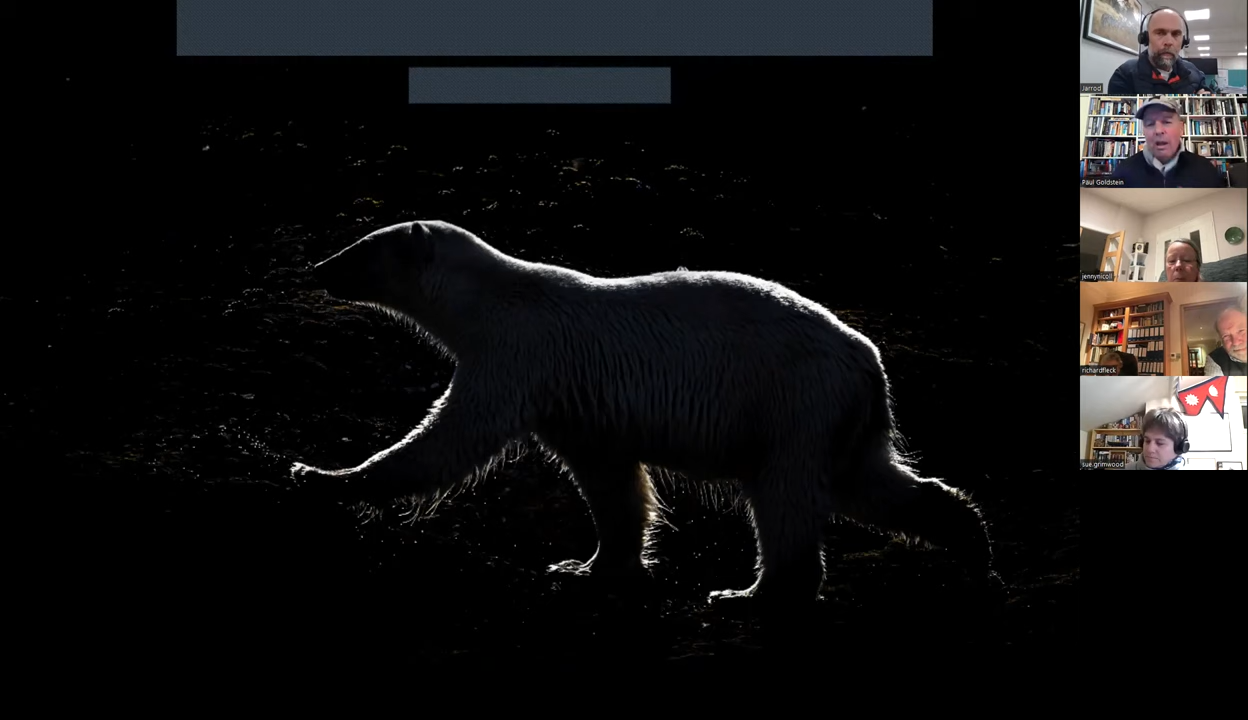 Jarrod
Paul Goldstein
jennynicoll
richardfleck
sue.grimwood